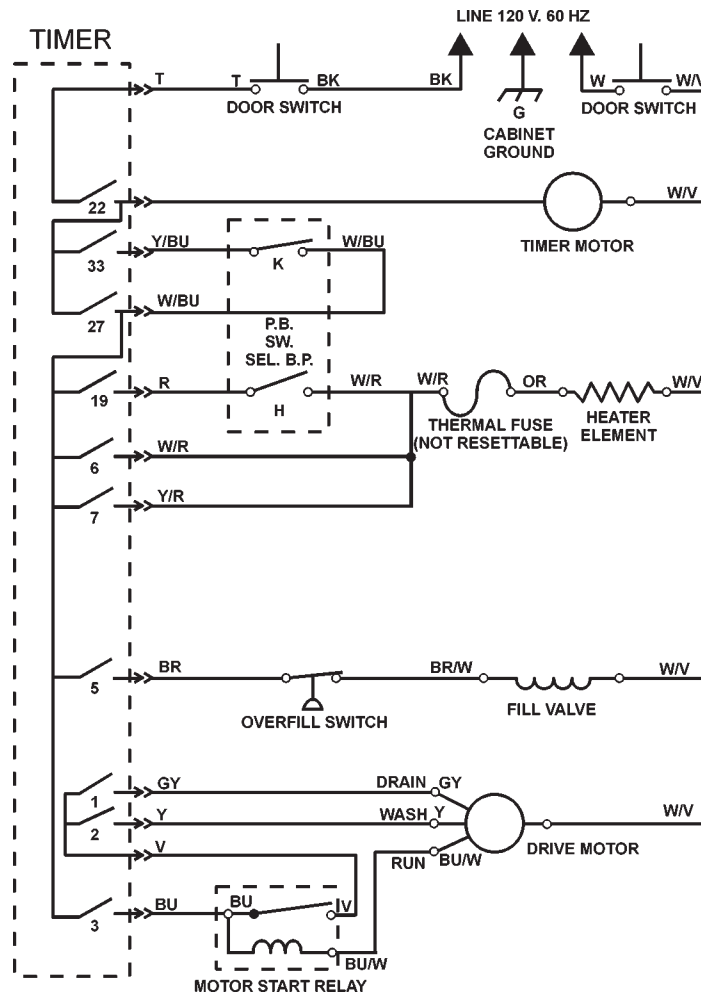 LINE 120 V. 60 HZ
TIMER
T
T
BK
BK
W
W/V
DOOR SWITCH
G
CABINET
GROUND
DOOR SWITCH
22
W/V
TIMER MOTOR
33
Y/BU
K
W/BU
27
W/BU
P.B.
SW.
SEL. B.P.
19
R
H
W/R
W/R
OR
W/V
THERMAL FUSE
(NOT RESETTABLE)
HEATER
ELEMENT
6
W/R
7
Y/R
5
BR
BR/W
W/V
OVERFILL SWITCH
FILL VALVE
1
GY
DRAIN
GY
2
Y
WASH
Y
W/V
V
RUN
BU/W
DRIVE MOTOR
3
BU
BU
V
BU/W
MOTOR START RELAY